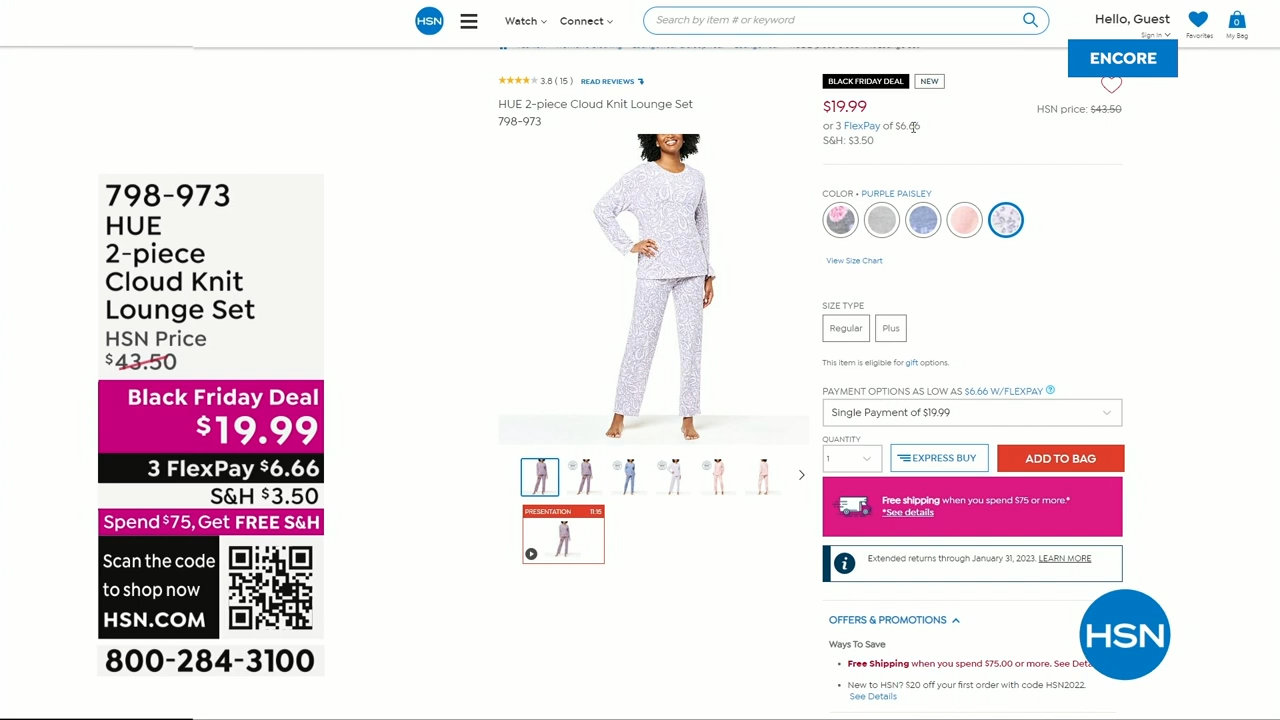 HSN
Watch
Connect
Search by item # or keyword
Hello, Guest
Sign in
Favorites
0
My Bag
ENCORE
3.8 ( 15 )
READ REVIEWS
HUE 2-piece Cloud Knit Lounge Set
798-973
BLACK FRIDAY DEAL
NEW
$19.99
HSN price: $43.50
or 3 FlexPay of $6.66
S&H: $3.50
COLOR • PURPLE PAISLEY
View Size Chart
SIZE TYPE
Regular
Plus
This item is eligible for gift options.
PAYMENT OPTIONS AS LOW AS $6.66 W/FLEXPAY
Single Payment of $19.99
QUANTITY
1
EXPRESS BUY
ADD TO BAG
Free shipping when you spend $75 or more.*
*See details
Extended returns through January 31, 2023. LEARN MORE
OFFERS & PROMOTIONS
Ways To Save
Free Shipping when you spend $75.00 or more. See
New to HSN? $20 off your first order with code HSN2022.
See Details
HSN
PRESENTATION
798-973
HUE
2-piece
Cloud Knit
Lounge Set
HSN Price
$43.50
Black Friday Deal
$19.99
3 FlexPay $6.66
S&H $3.50
Spend $75, Get FREE S&H
Scan the code
to shop now
HSN.COM
800-284-3100